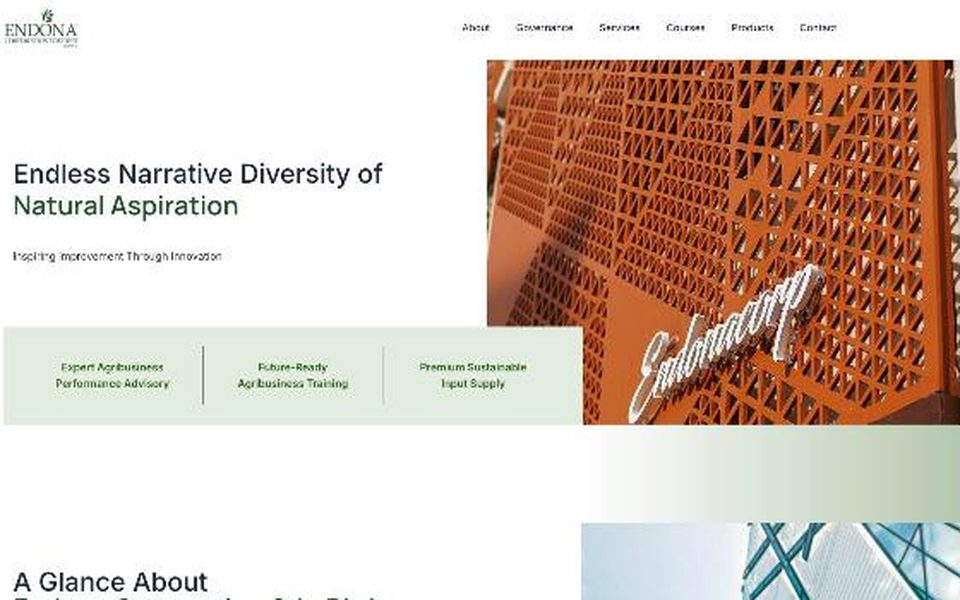 ENDONA
About Governance Services Courses Products Contact
Endless Narrative Diversity of
Natural Aspiration
Inspiring Improvement Through Innovation
Endonacorp
Expert Agribusiness
Performance Advisory
Future-Ready
Agribusiness Training
Premium Sustainable
Input Supply
A Glance About